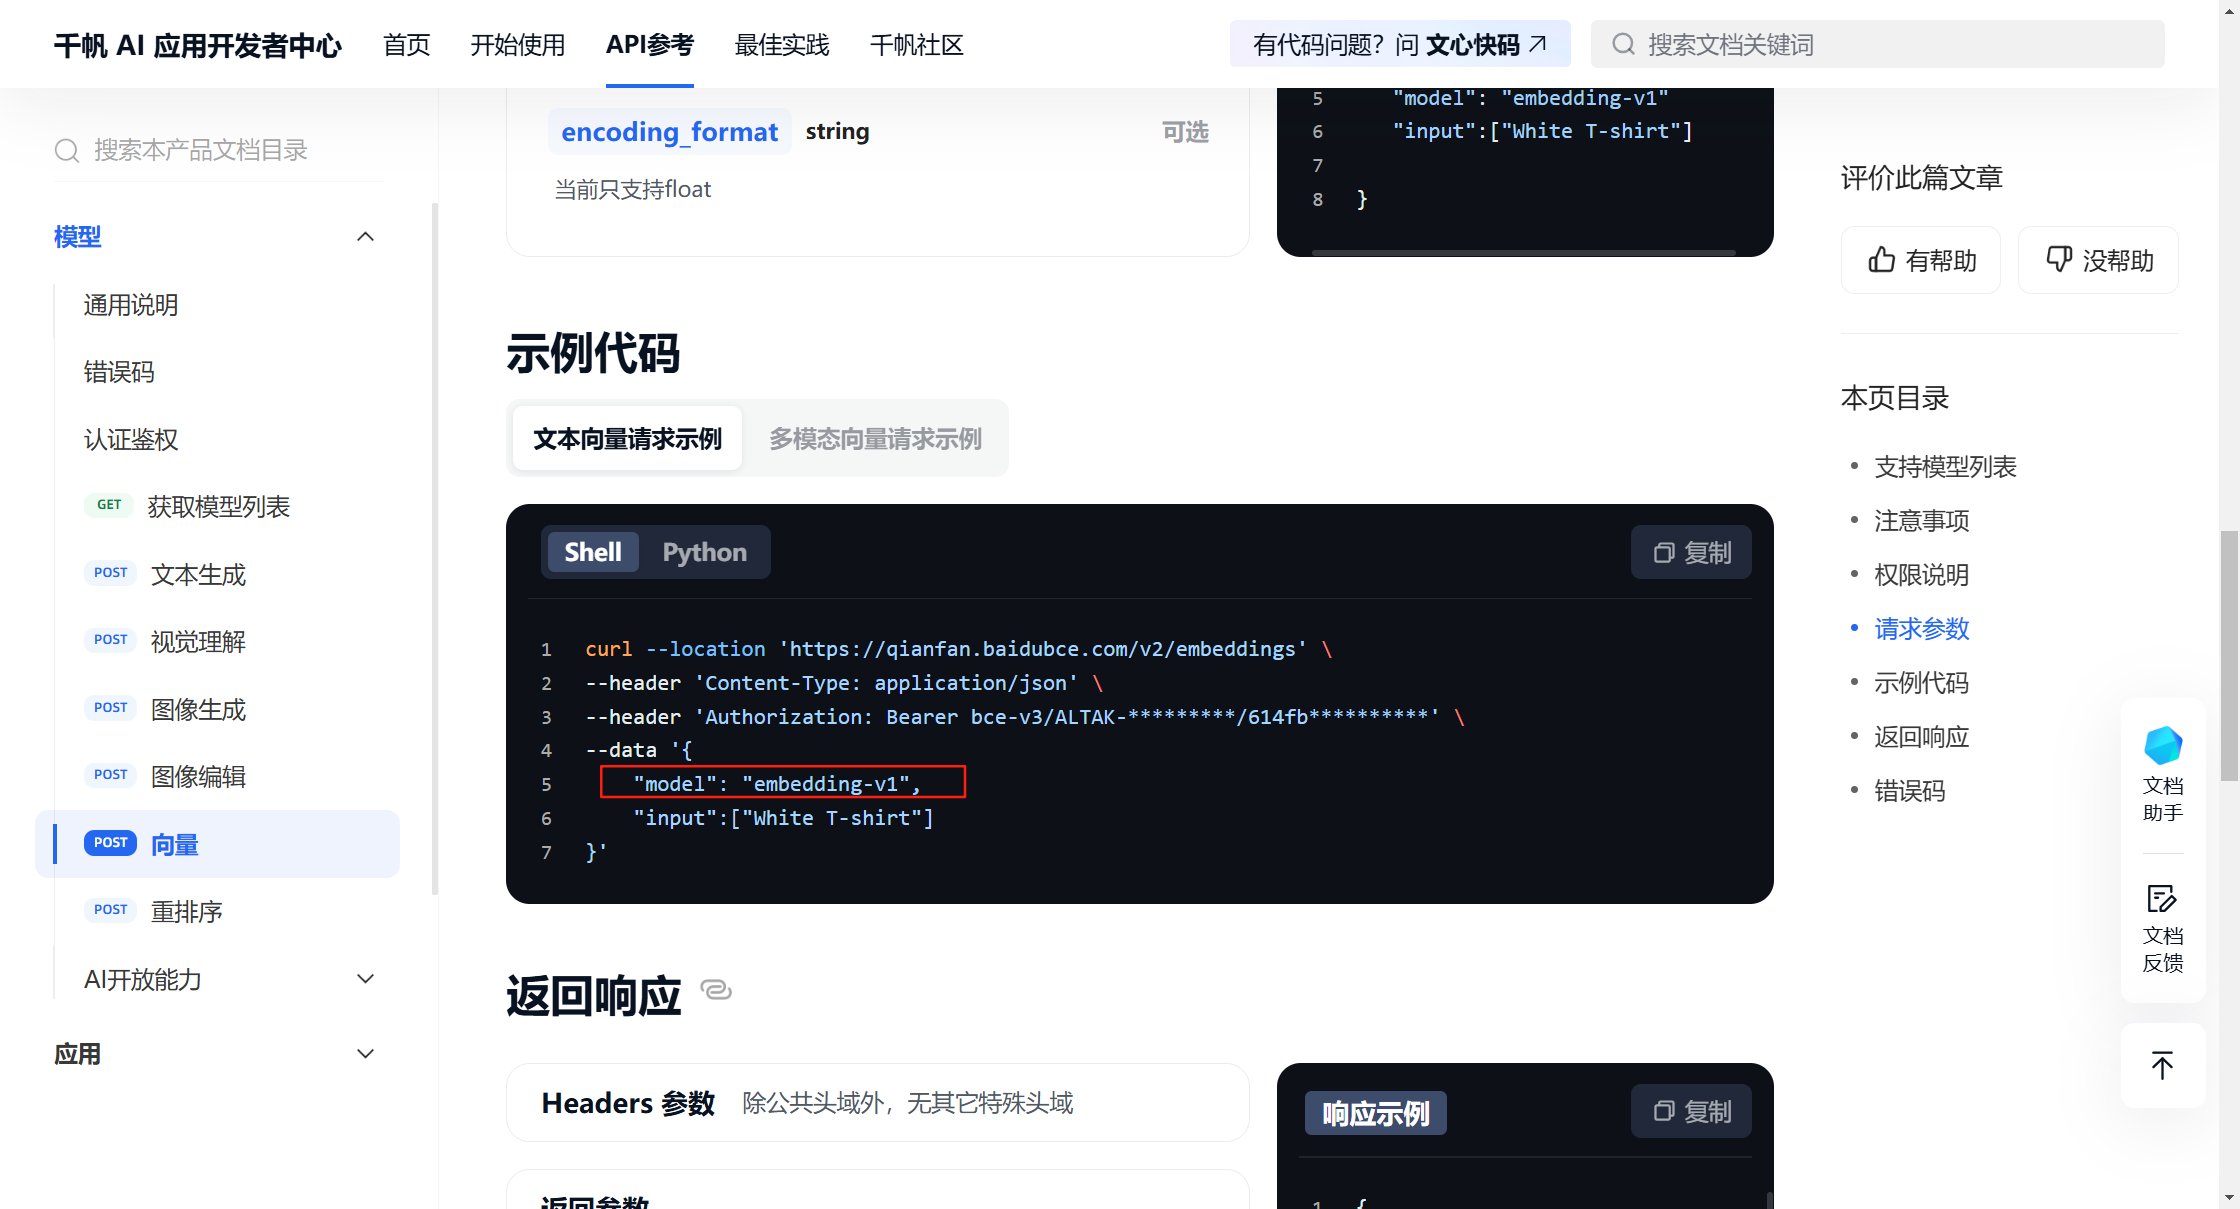 千帆 AI 应用开发者中心 首页 开始使用 API参考 最佳实践 千帆社区 有代码问题？问 文心快码 搜索文档关键词
搜索本产品文档目录
模型
通用说明
错误码
认证鉴权
GET 获取模型列表
POST 文本生成
POST 视觉理解
POST 图像生成
POST 图像编辑
POST 向量
POST 重排序
AI开放能力
应用
encoding_format string 可选
当前只支持float
5 "model": "embedding-v1"
6 "input":["White T-shirt"]
7
8 }
示例代码
文本向量请求示例 多模态向量请求示例
Shell Python 复制
1 curl --location 'https://qianfan.baidubce.com/v2/embeddings' \
2 --header 'Content-Type: application/json' \
3 --header 'Authorization: Bearer bce-v3/ALTAK-*********/614fb**********' \
4 --data '{
5 "model": "embedding-v1",
6 "input":["White T-shirt"]
7 }'
返回响应
Headers 参数 除公共头域外，无其它特殊头域
返回参数
响应示例 复制
1 {
评价此篇文章
有帮助 没帮助
本页目录
支持模型列表
注意事项
权限说明
请求参数
示例代码
返回响应
错误码
文档
助手
文档
反馈